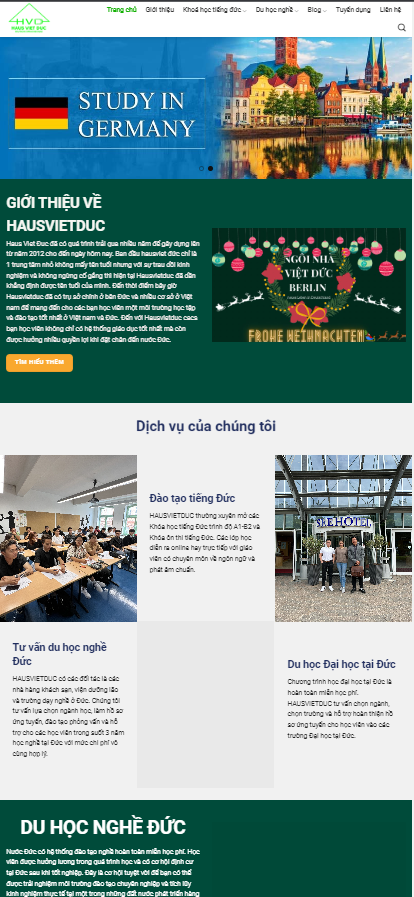 HVD
HAUS VIET DUC
Trang chủ Giới thiệu Khoá học tiếng đức Du học nghề Blog Tuyển dụng Liên hệ
STUDY IN
GERMANY
GIỚI THIỆU VỀ
HAUSVIETDUC
Haus Viet Đuc đã có quá trình trải qua nhiều năm để gây dựng lên
từ năm 2012 cho đến ngày hôm nay. Ban đầu hausviet đức chỉ là
1 trung tâm nhỏ không mấy tên tuổi nhưng với sự trau dồi kinh
nghiệm và không ngừng cố gắng thì hiện tại Hausvietduc đã dần
khẳng định được tên tuổi của mình. Đến thời điểm bây giờ
Hausvietduc đã có trụ sở chính ở bên Đức và nhiều cơ sở ở Việt
nam để mang đến cho các bạn học viên một môi trường học tập
và đào tạo tốt nhất ở Việt nam và Đức. Đến với Hausvietduc cacs
bạn học viên không chỉ có hệ thống giáo dục tốt nhất mà còn
được hưởng nhiều quyền lợi khi đặt chân đến nước Đức.
TÌM HIỂU THÊM
NGÔI NHÀ
VIỆT ĐỨC
BERLIN
FROHE WEIHNACHTEN
Dịch vụ của chúng tôi
Đào tạo tiếng Đức
HAUSVIETDUC thường xuyên mở các
Khóa học tiếng Đức trình độ A1-B2 và
Khóa ôn thi tiếng Đức. Các lớp học
diễn ra online hay trực tiếp với giáo
viên có chuyên môn về ngôn ngữ và
phát âm chuẩn.
SEEHOTEL
Tư vấn du học nghề
Đức
HAUSVIETDUC có các đối tác là các
nhà hàng khách sạn, viện dưỡng lão
và trường dạy nghề ở Đức. Chúng tôi
tư vấn lựa chọn ngành học, làm hồ sơ
ứng tuyển, đào tạo phỏng vấn và hỗ
trợ cho các học viên trong suốt 3 năm
học nghề tại Đức với mức chi phí vô
cùng hợp lý.
Du học Đại học tại Đức
Chương trình học đại học tại Đức là
hoàn toàn miễn học phí.
HAUSVIETDUC tư vấn chọn ngành,
chọn trường và hỗ trợ hoàn thiện hồ
sơ ứng tuyển cho học viên vào các
trường Đại học tại Đức.
DU HỌC NGHỀ ĐỨC
Nước Đức có hệ thống đào tạo nghề hoàn toàn miễn học phí. Học
viên được hưởng lương trong quá trình học và có cơ hội định cư
tại Đức sau khi tốt nghiệp. Đây là cơ hội tuyệt vời để bạn có thể
được trải nghiệm môi trường đào tạo chuyên nghiệp và tích lũy
kinh nghiệm thực tế tại một trong những đất nước phát triển hàng